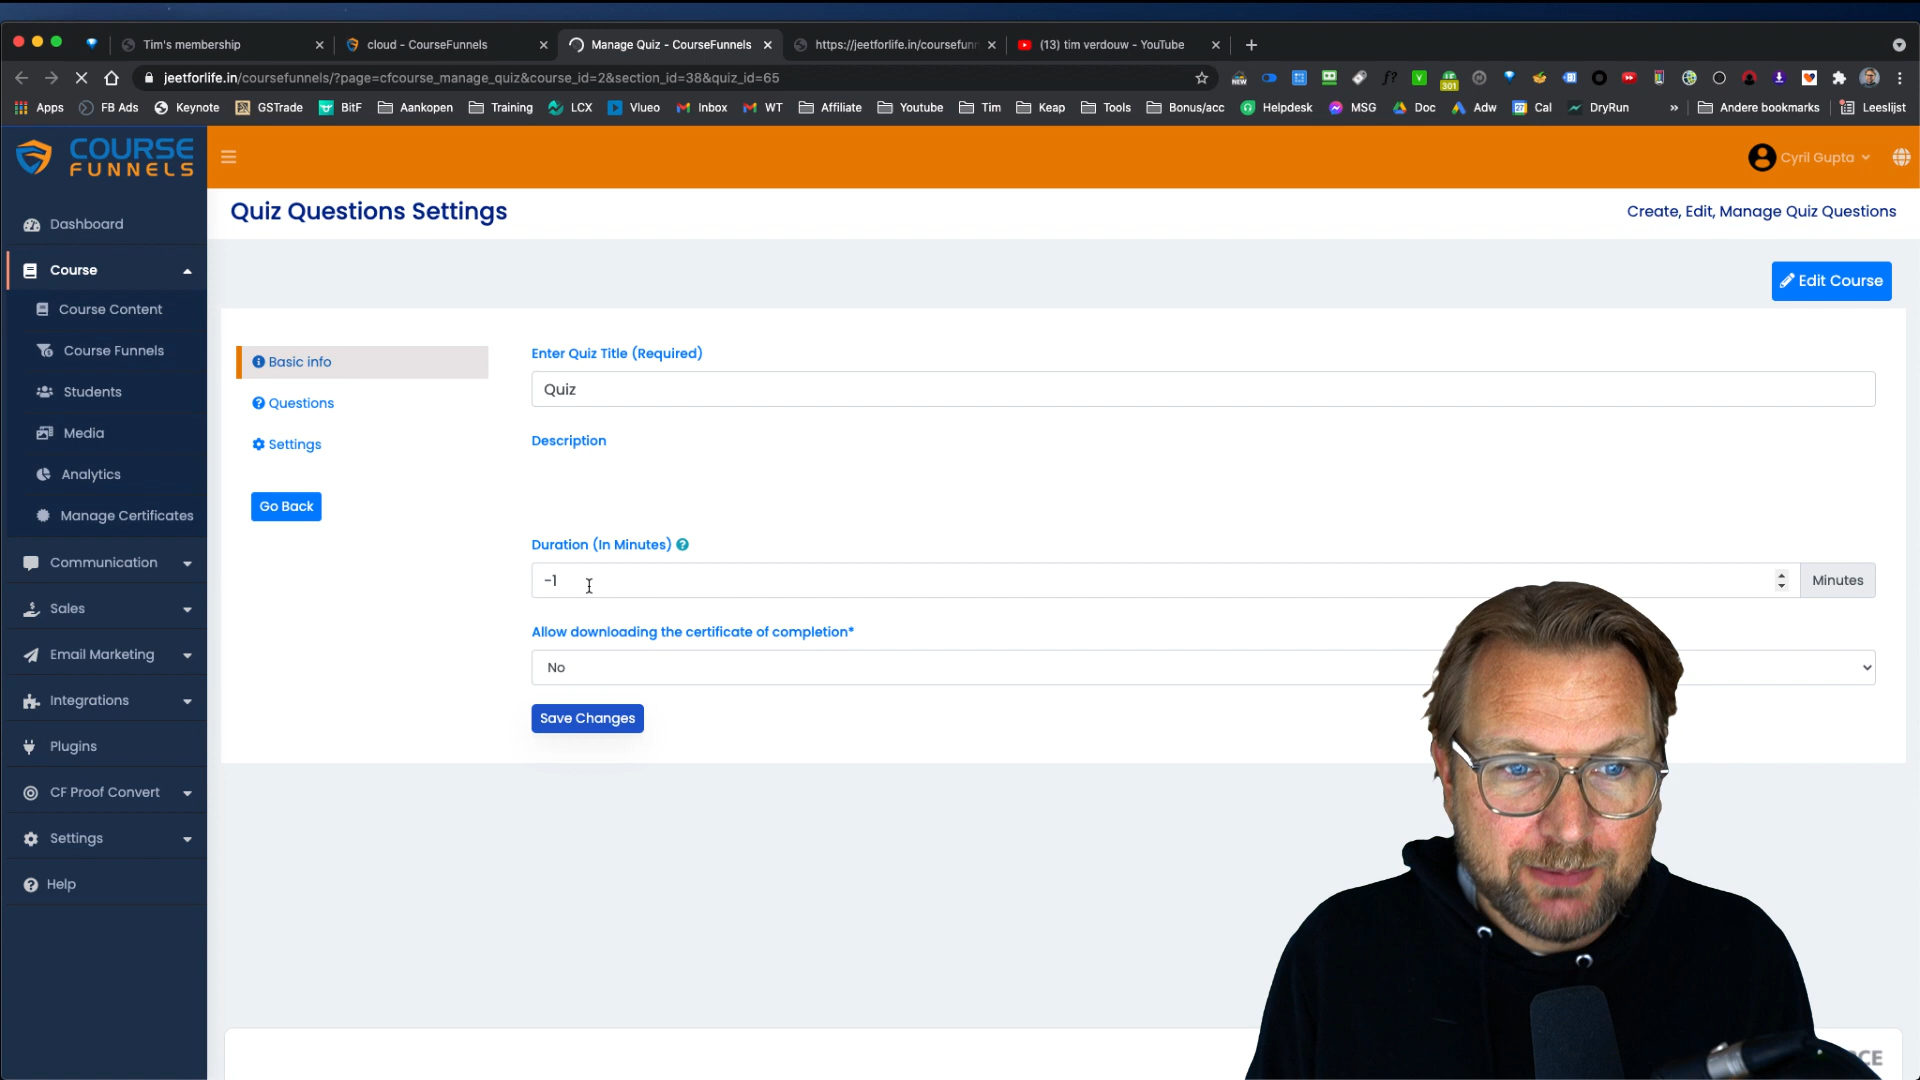 Tim's membership
cloud - CourseFunnels
Manage Quiz - CourseFunnels
https://jeetforlife.in/coursefunn
(13) tim verdouw - YouTube
jeetforlife.in/coursefunnels/?page=cfcourse_manage_quiz&course_id=2&section_id=38&quiz_id=65
NEW
301
Apps
FB Ads
Keynote
GSTrade
BitF
Aankopen
Training
LCX
Vlueo
Inbox
WT
Affiliate
Youtube
Tim
Keap
Tools
Bonus/acc
Helpdesk
MSG
Doc
Adw
Cal
DryRun
»
Andere bookmarks
Leeslijst
COURSE
FUNNELS
Cyril Gupta
Quiz Questions Settings
Create, Edit, Manage Quiz Questions
Edit Course
Dashboard
Course
Course Content
Course Funnels
Students
Media
Analytics
Manage Certificates
Communication
Sales
Email Marketing
Integrations
Plugins
CF Proof Convert
Settings
Help
Basic info
Questions
Settings
Go Back
Enter Quiz Title (Required)
Quiz
Description
Duration (In Minutes)
-1
Minutes
Allow downloading the certificate of completion*
No
Save Changes
CE